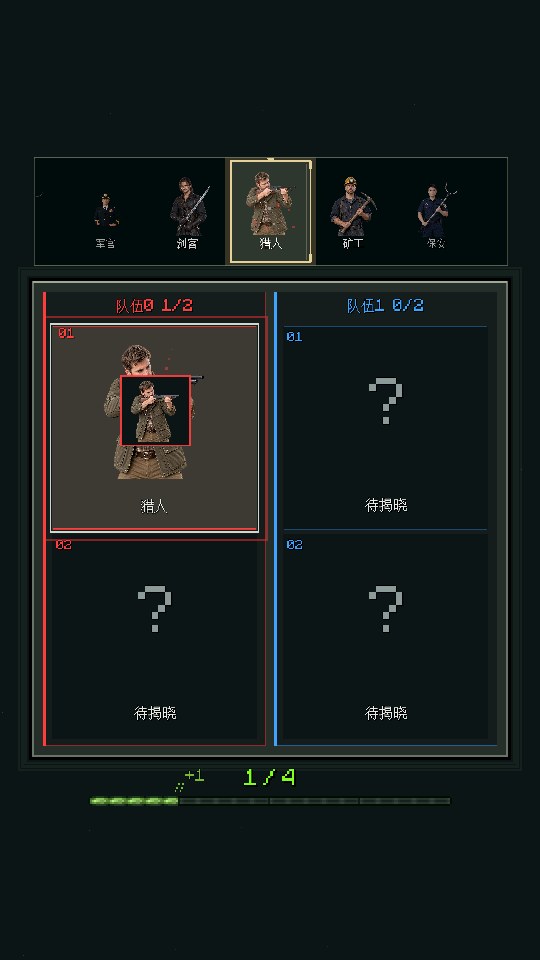 军官 剑客 猎人 矿工 保安
队伍0 1/2 队伍1 0/2
01 01
猎人 待揭晓
02 02
待揭晓 待揭晓
+1 1/4